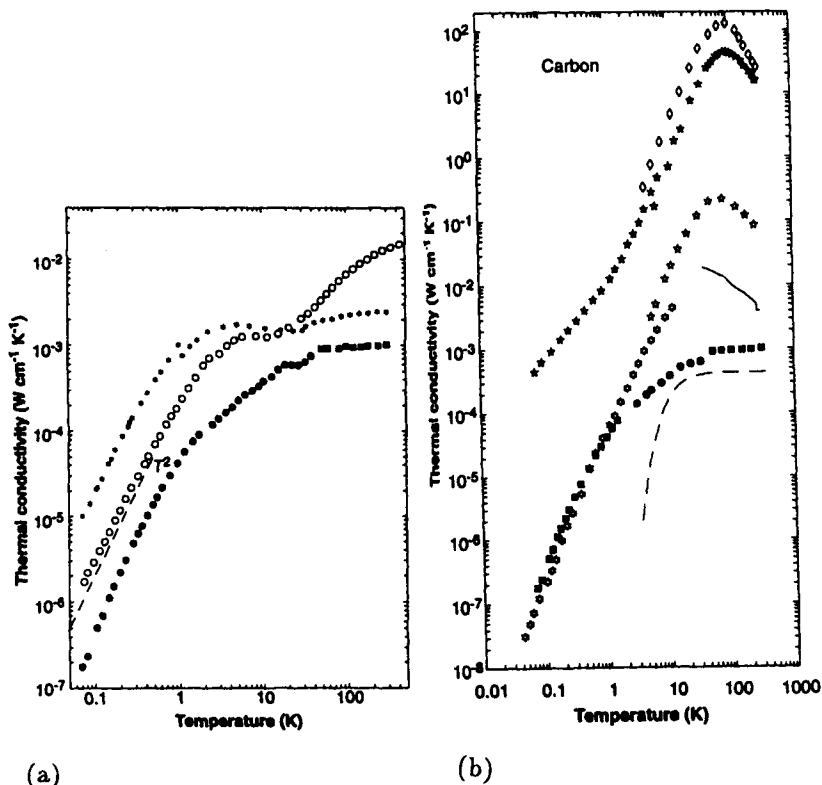 Thermal conductivity (W cm⁻¹ K⁻¹)
10⁻²
10⁻³
10⁻⁴
10⁻⁵
10⁻⁶
10⁻⁷
T²
0.1 1 10 100
Temperature (K)
(a)
Carbon
Thermal conductivity (W cm⁻¹ K⁻¹)
10²
10¹
10⁰
10⁻¹
10⁻²
10⁻³
10⁻⁴
10⁻⁵
10⁻⁶
10⁻⁷
10⁻⁸
0.01 0.1 1 10 100 1000
Temperature (K)
(b)